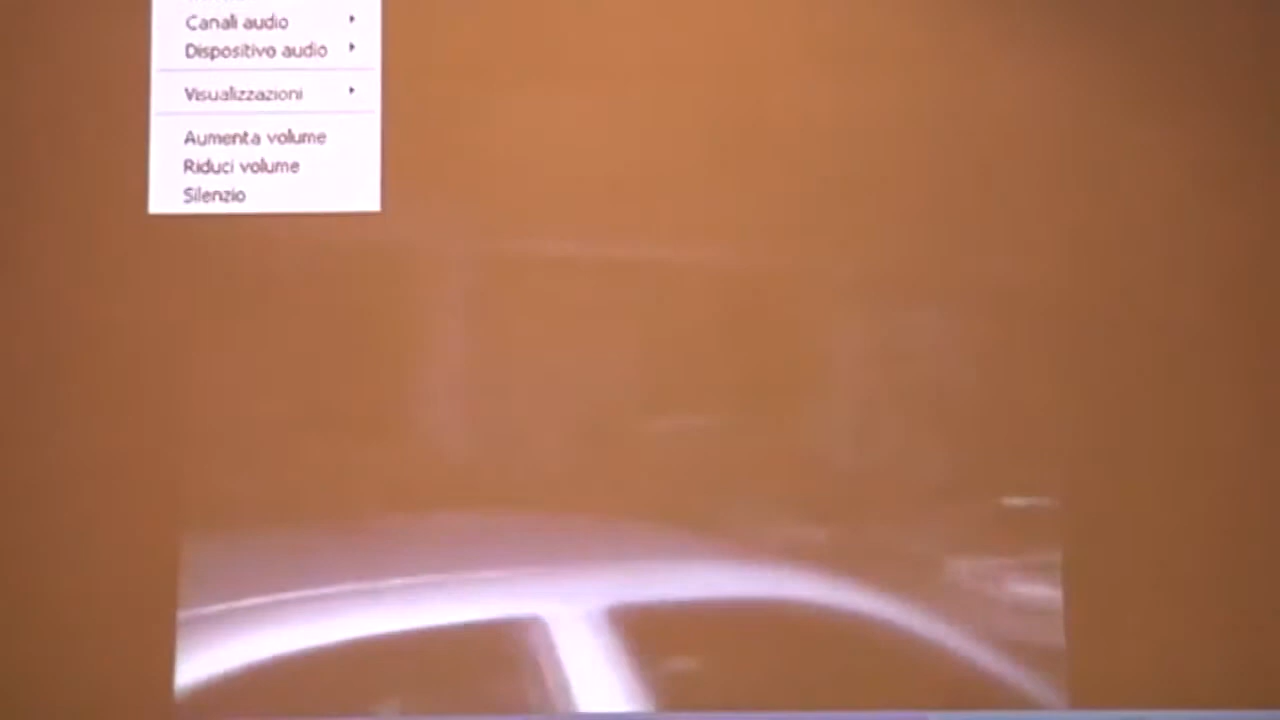 Canali audio
Dispositivo audio
Visualizzazioni
Aumenta volume
Riduci volume
Silenzio